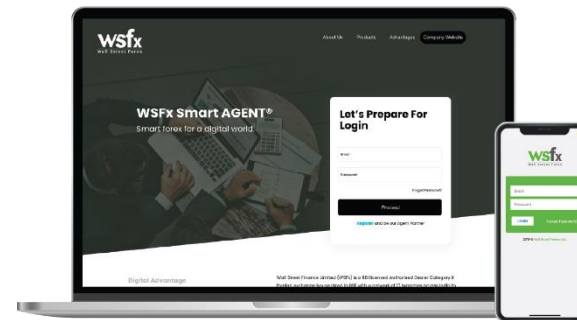 wsfx
Wall Street Forex
About Us Products Advantages Company Website
WSFx Smart AGENT®
Smart forex for a digital world.
Let's Prepare For
Login
Email
Password
Forgot Password?
Proceed
Register and be our Agent Partner
Digital Advantage
Wall Street Finance Limited (WSFx) is a RBI licensed Authorised Dealer Category II
wsfx
Email
Password
LOGIN